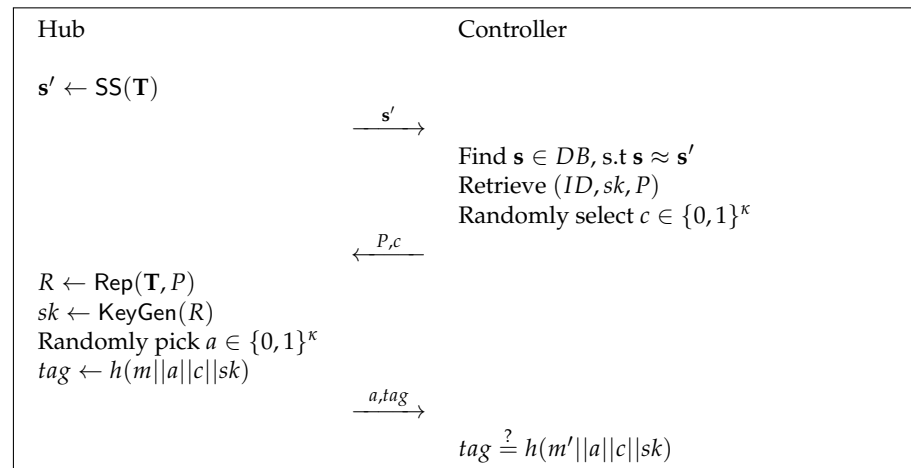 Hub Controller
s′ ← SS(T)
s′
Find s ∈ DB, s.t s ≈ s′
Retrieve (ID, sk, P)
Randomly select c ∈ {0, 1}^κ
P,c
R ← Rep(T, P)
sk ← KeyGen(R)
Randomly pick a ∈ {0, 1}^κ
tag ← h(m||a||c||sk)
a,tag
tag ≟ h(m′||a||c||sk)